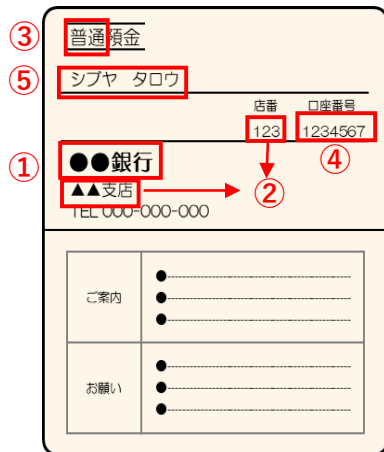 ③ 普通預金
⑤ シブヤ タロウ
店番 口座番号
123 1234567
① ●●銀行 ④
▲▲支店 ②
TEL 000-000-000
ご案内
●
●
●
お願い
●
●
●